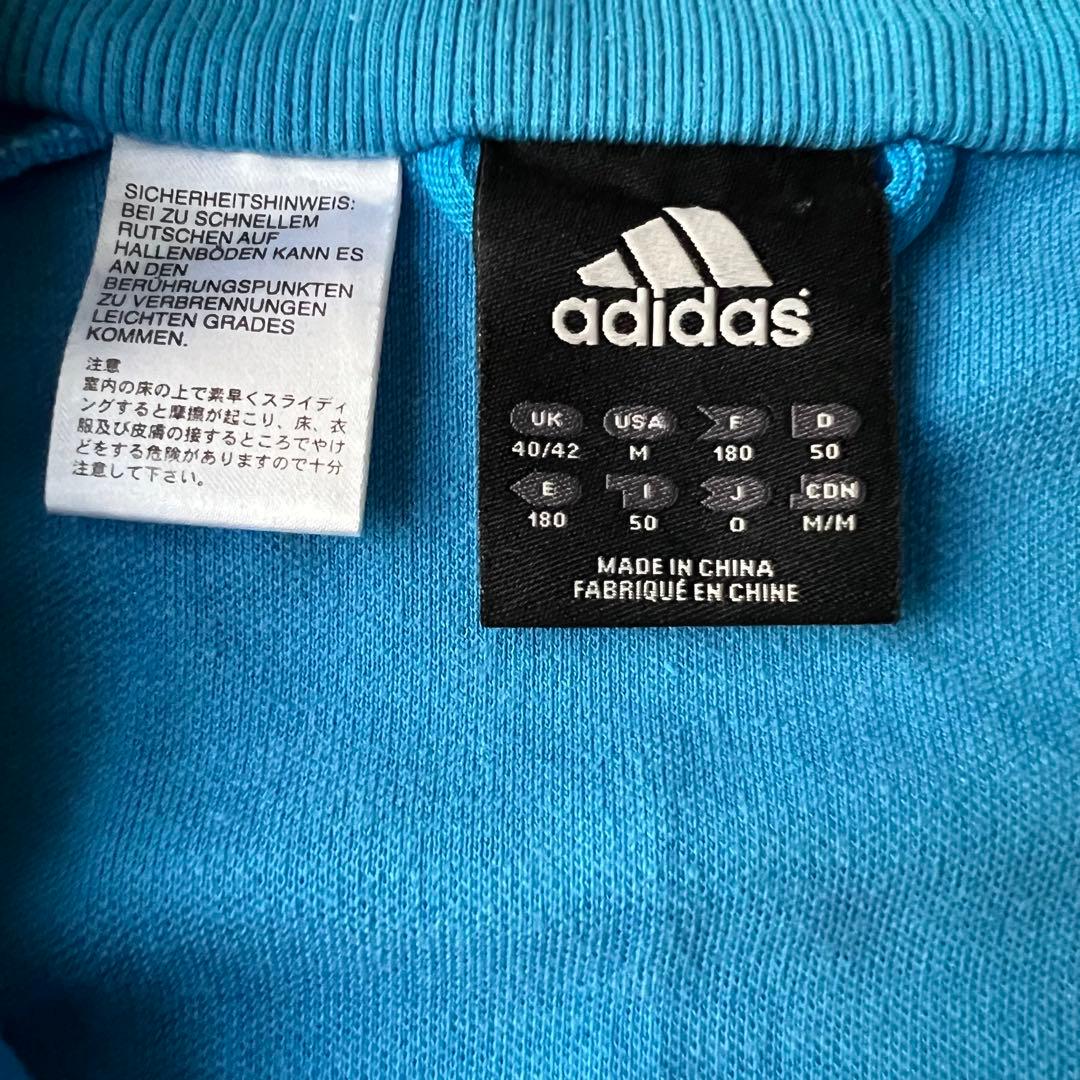 SICHERHEITSHINWEIS:
BEI ZU SCHNELLEM
RUTSCHEN AUF
HALLENBÖDEN KANN ES
AN DEN
BERÜHRUNGSPUNKTEN
ZU VERBRENNUNGEN
LEICHTEN GRADES
KOMMEN.
注意
室内の床の上で素早くスライディ
ングすると摩擦が起こり、床、衣
服及び皮膚の接するところでやけ
どをする危険がありますので十分
注意して下さい。
adidas
UK USA F D
40/42 M 180 50
E I J CDN
180 50 O M/M
MADE IN CHINA
FABRIQUÉ EN CHINE